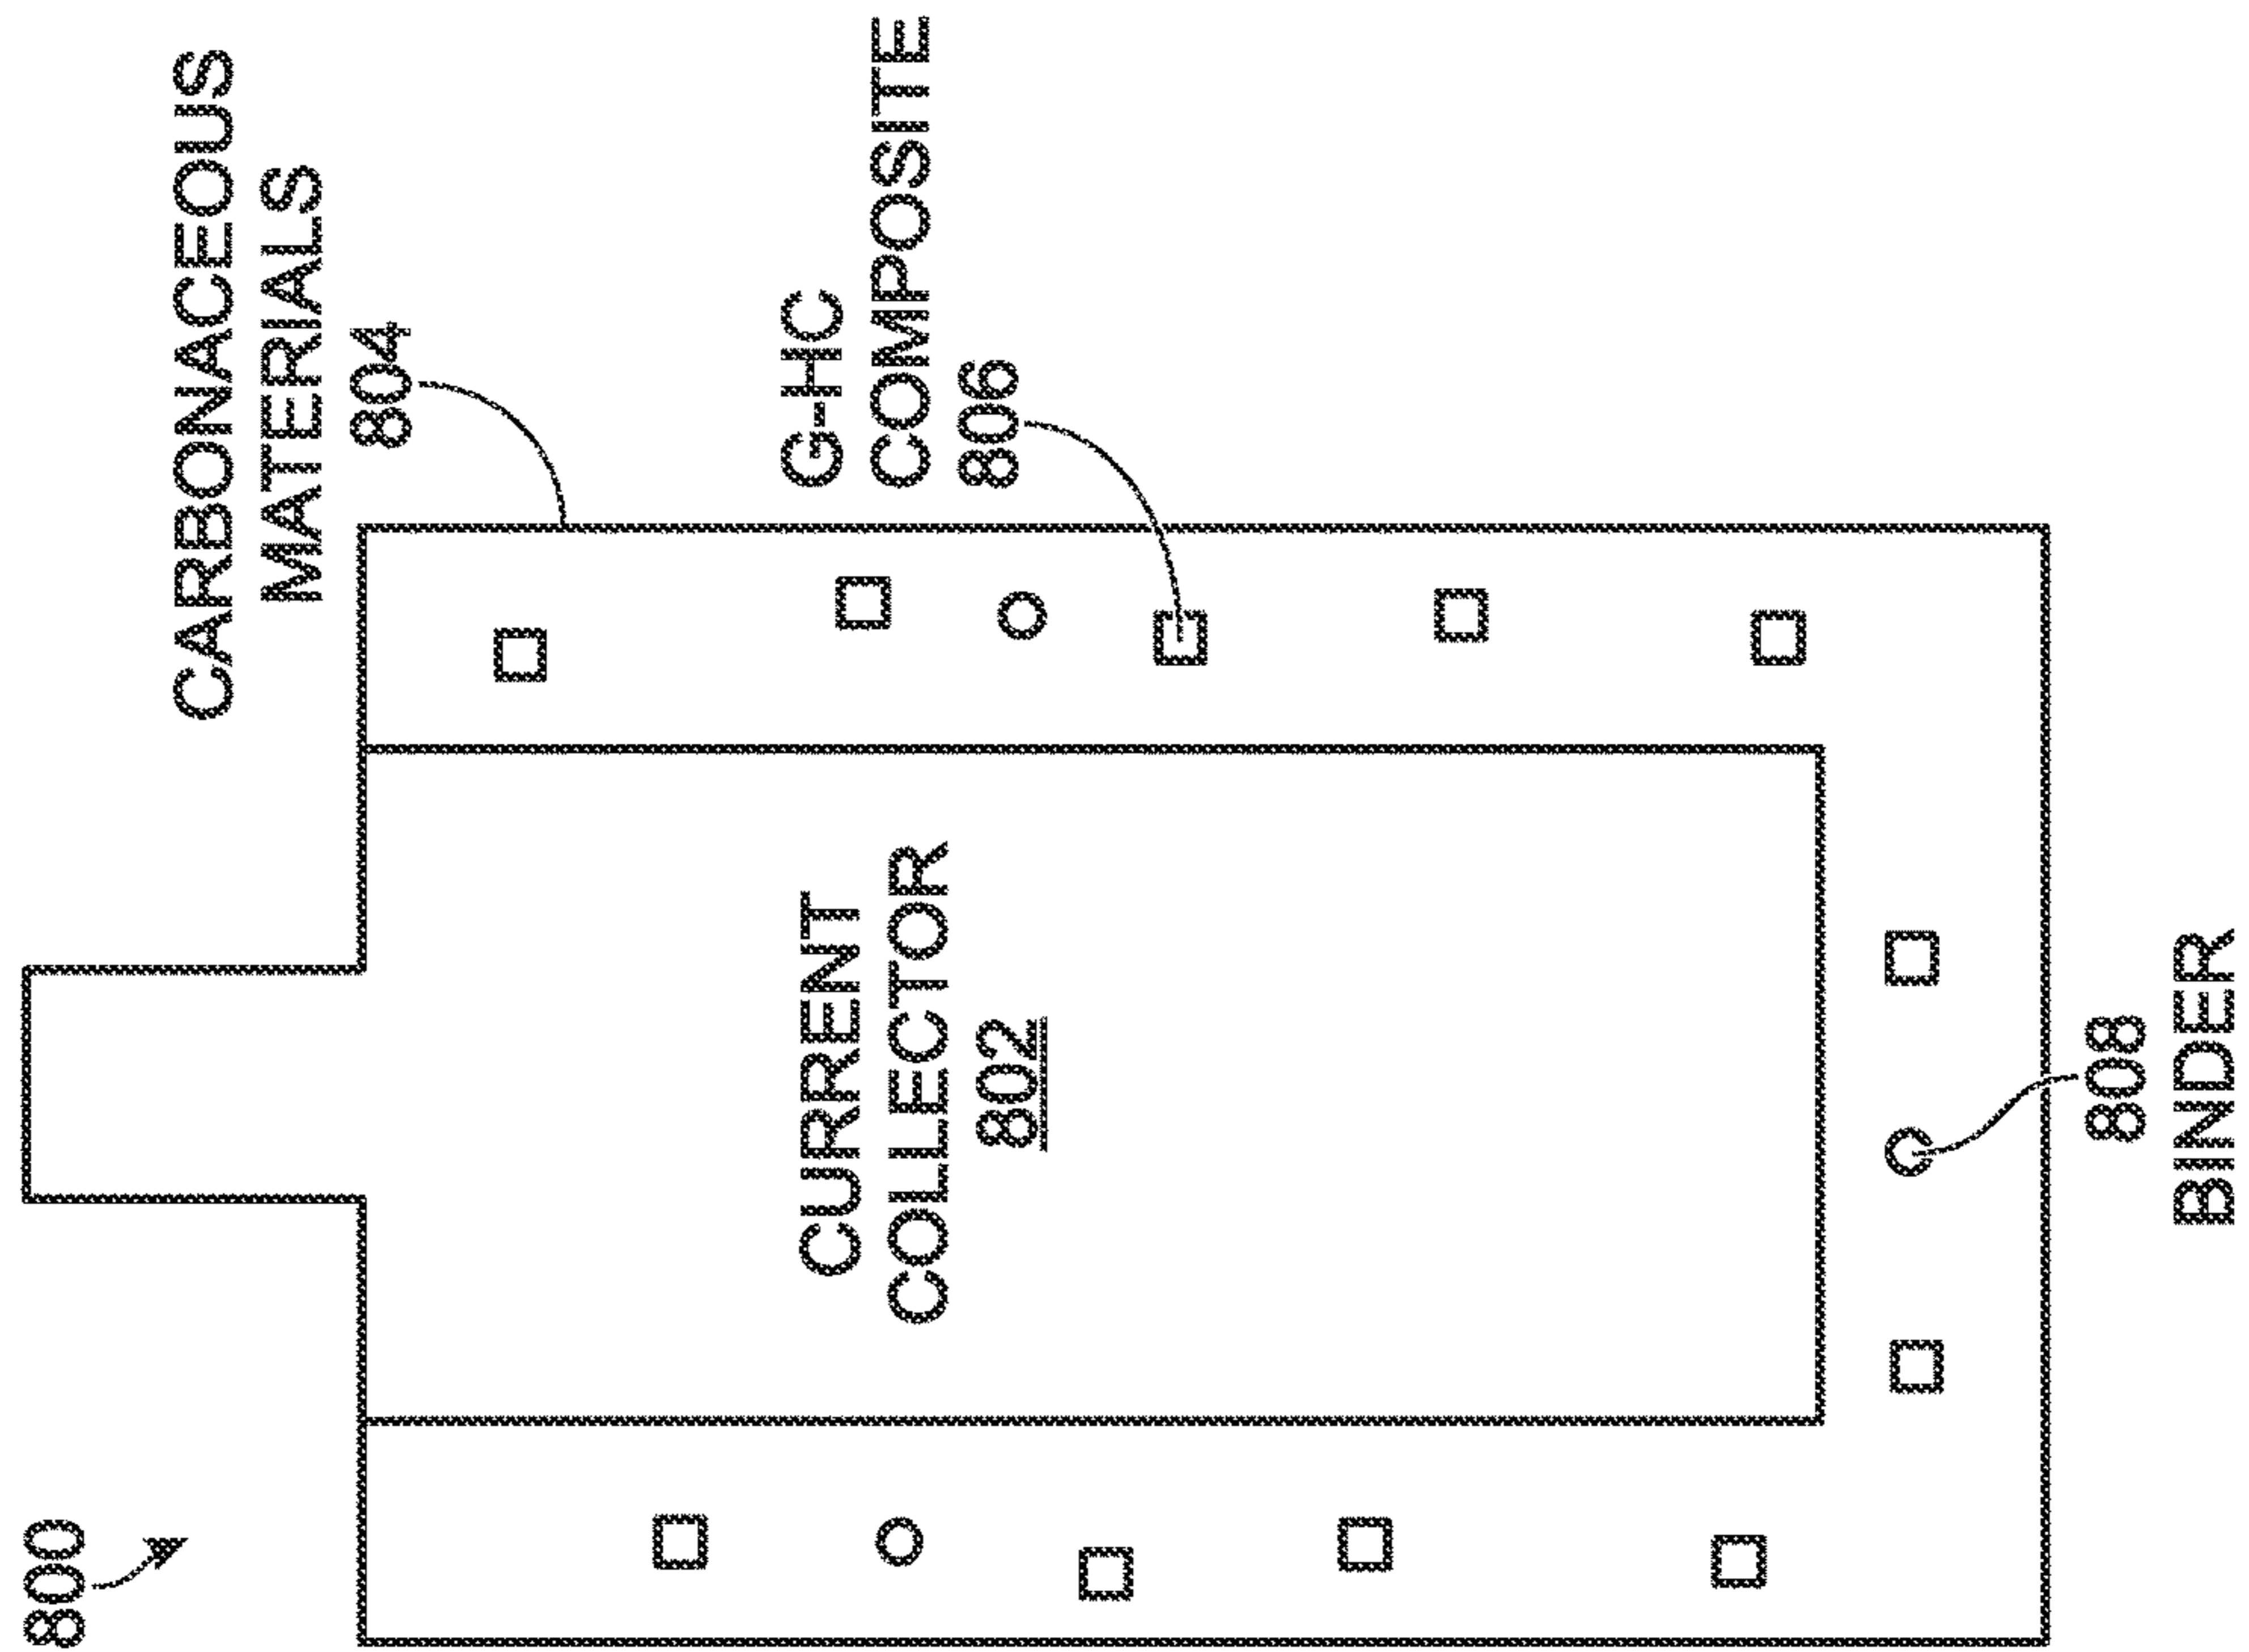 800
CARBONACEOUS
MATERIALS
804
G-HC
COMPOSITE
806
CURRENT
COLLECTOR
802
808
BINDER